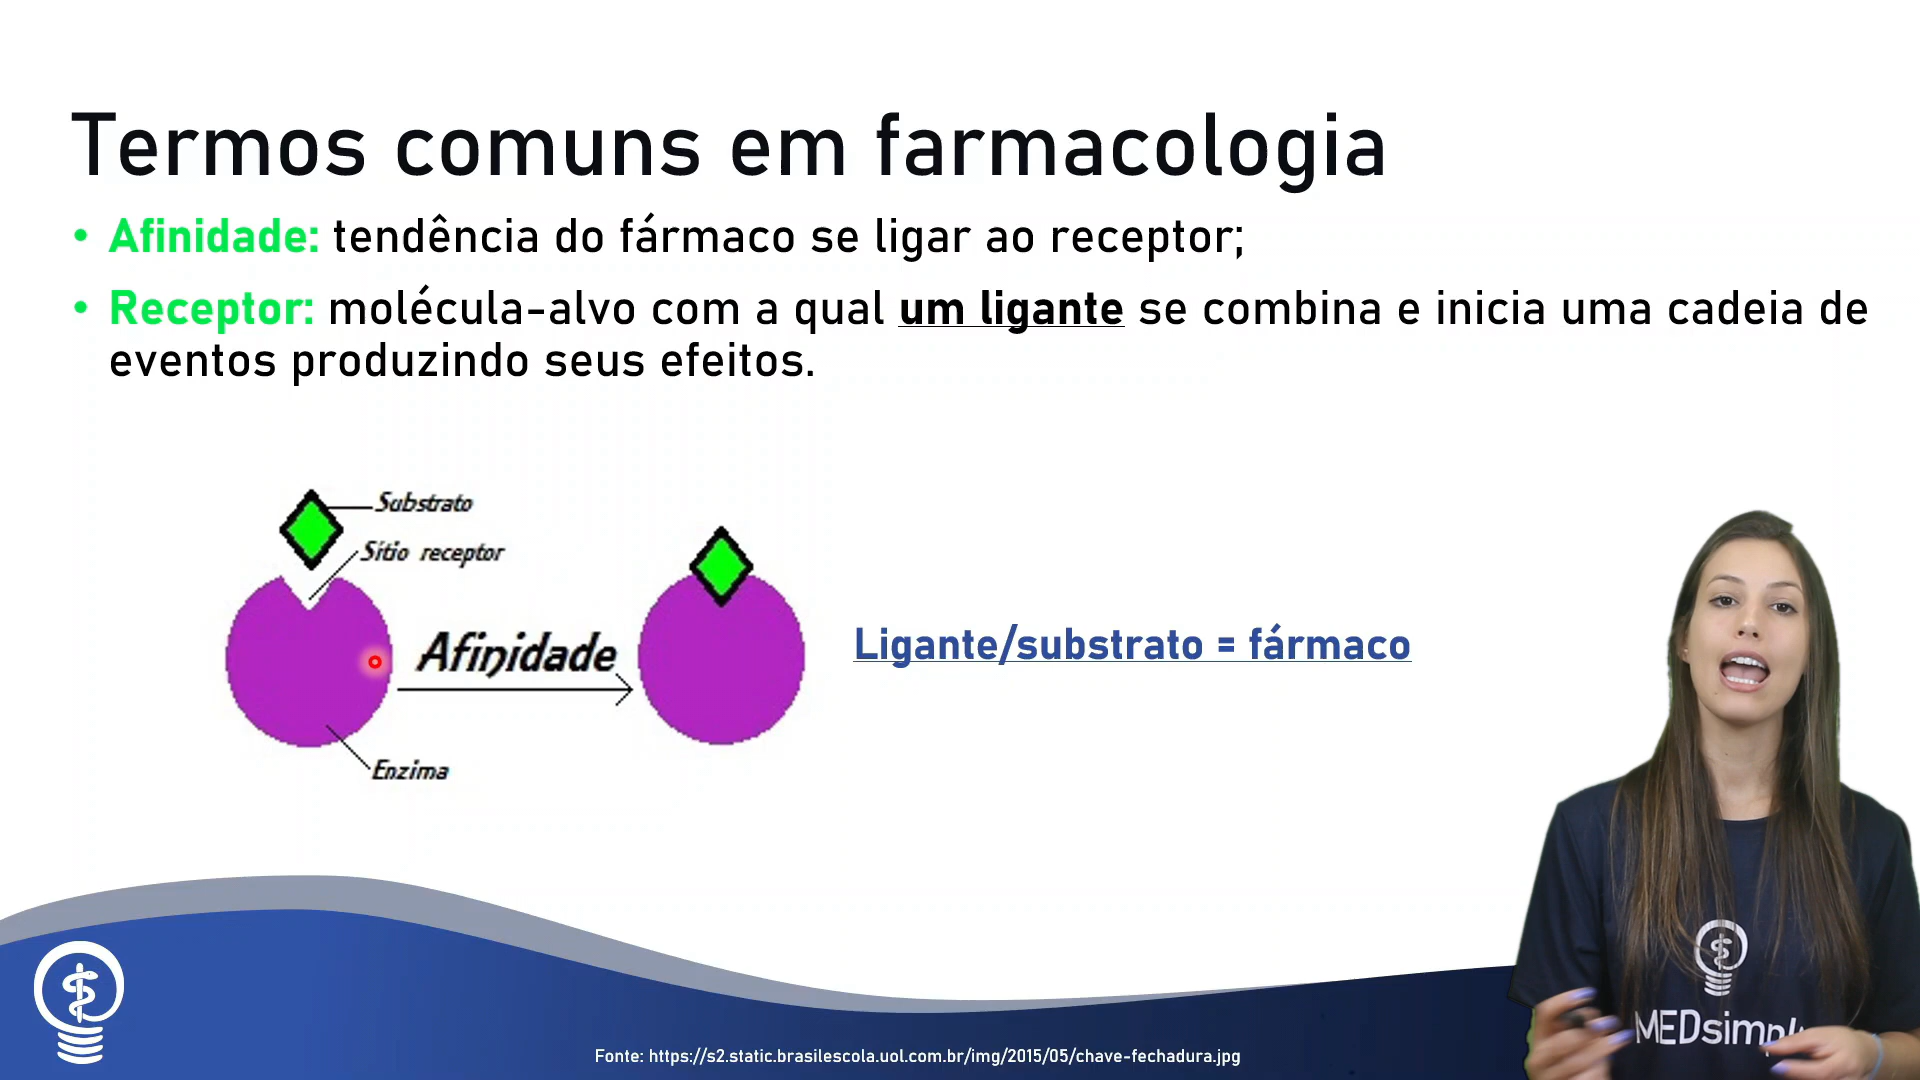 Termos comuns em farmacologia
• Afinidade: tendência do fármaco se ligar ao receptor;
• Receptor: molécula-alvo com a qual um ligante se combina e inicia uma cadeia de
eventos produzindo seus efeitos.
Substrato
Sítio receptor
Afinidade
Enzima
Ligante/substrato = fármaco
MEDsimpl
Fonte: https://s2.static.brasilescola.uol.com.br/img/2015/05/chave-fechadura.jpg